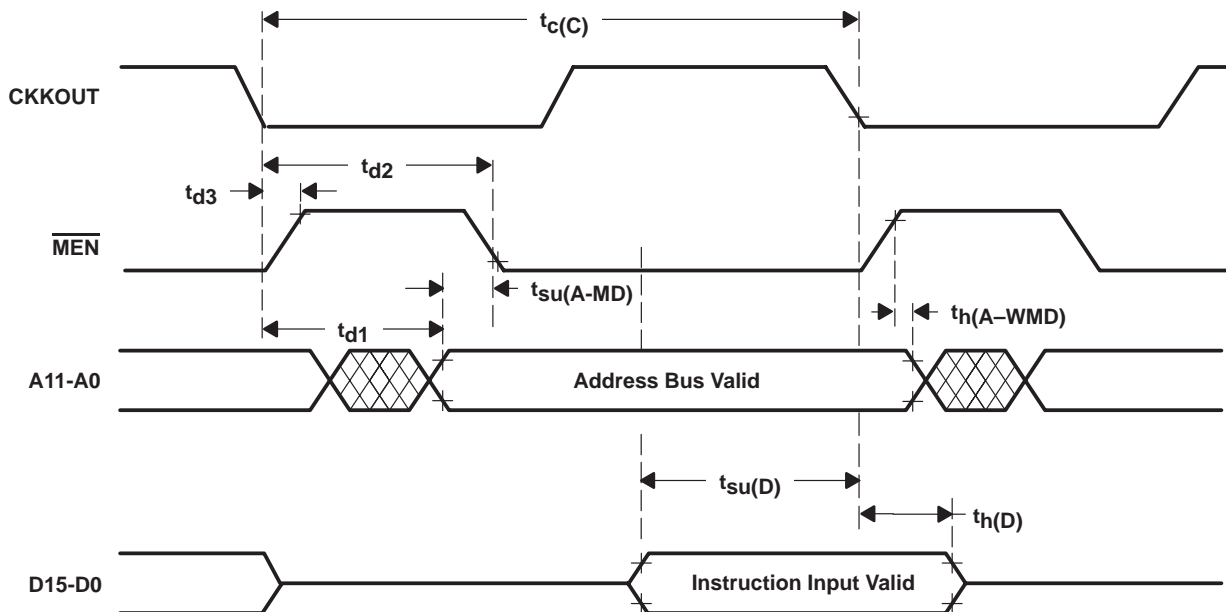 tc(C)
CKKOUT
td2
td3
MEN
tsu(A-MD)
th(A–WMD)
td1
A11-A0
Address Bus Valid
tsu(D)
th(D)
D15-D0
Instruction Input Valid